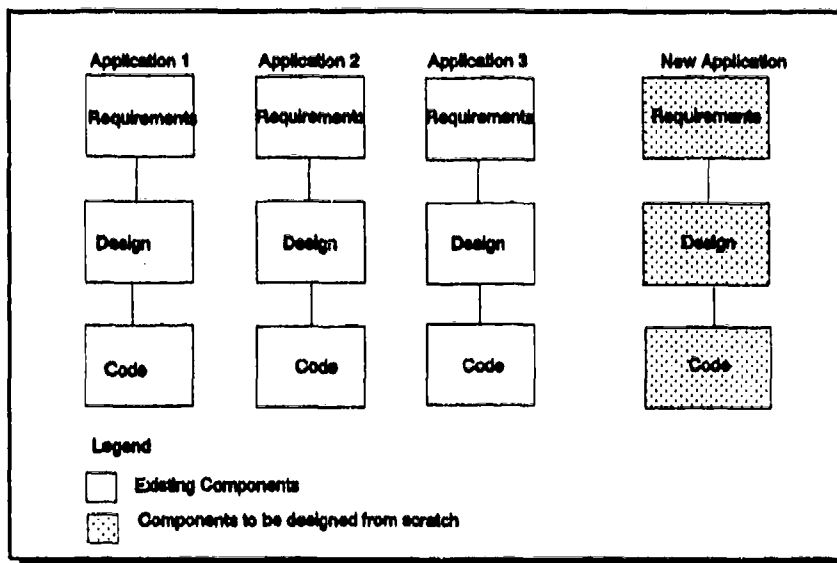 Application 1 Application 2 Application 3 New Application
Requirements Requirements Requirements Requirements
Design Design Design Design
Code Code Code Code
Legend
Existing Components
Components to be designed from scratch